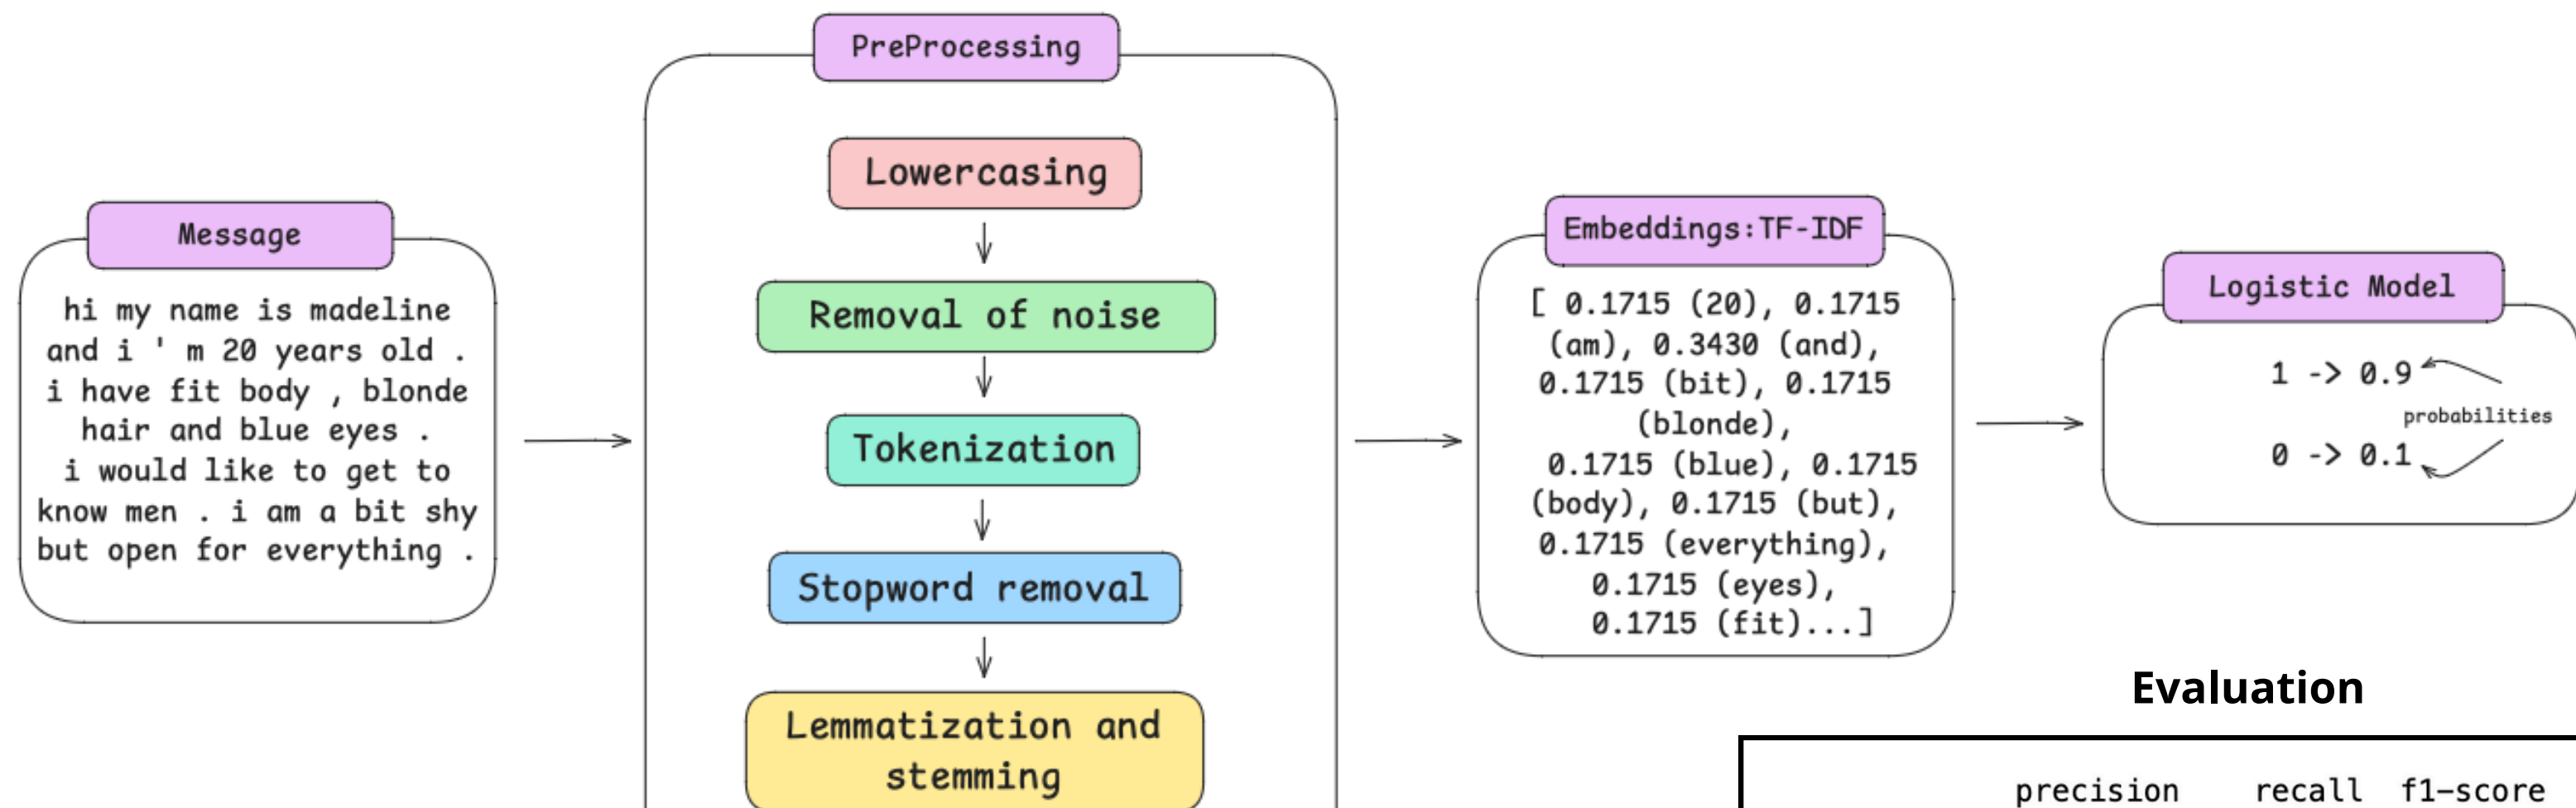 Message
hi my name is madeline
and i ' m 20 years old .
i have fit body , blonde
hair and blue eyes .
i would like to get to
know men . i am a bit shy
but open for everything .
PreProcessing
Lowercasing
Removal of noise
Tokenization
Stopword removal
Lemmatization and
stemming
Embeddings:TF-IDF
[ 0.1715 (20), 0.1715
(am), 0.3430 (and),
0.1715 (bit), 0.1715
(blonde),
0.1715 (blue), 0.1715
(body), 0.1715 (but),
0.1715 (everything),
0.1715 (eyes),
0.1715 (fit)...]
Logistic Model
1 -> 0.9
probabilities
0 -> 0.1
Evaluation
precision recall f1-score